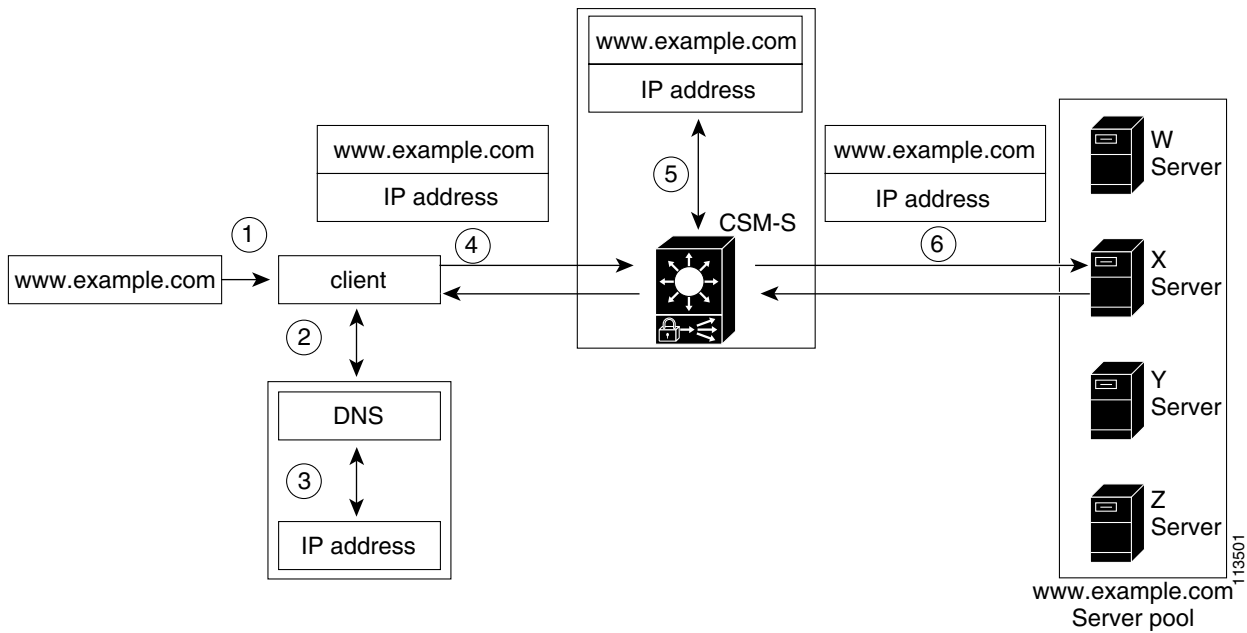 www.example.com
IP address
www.example.com
IP address
5
www.example.com
IP address
CSM-S
W
Server
1
4
6
X
Server
www.example.com
client
2
DNS
3
IP address
Y
Server
Z
Server
113501
www.example.com
Server pool